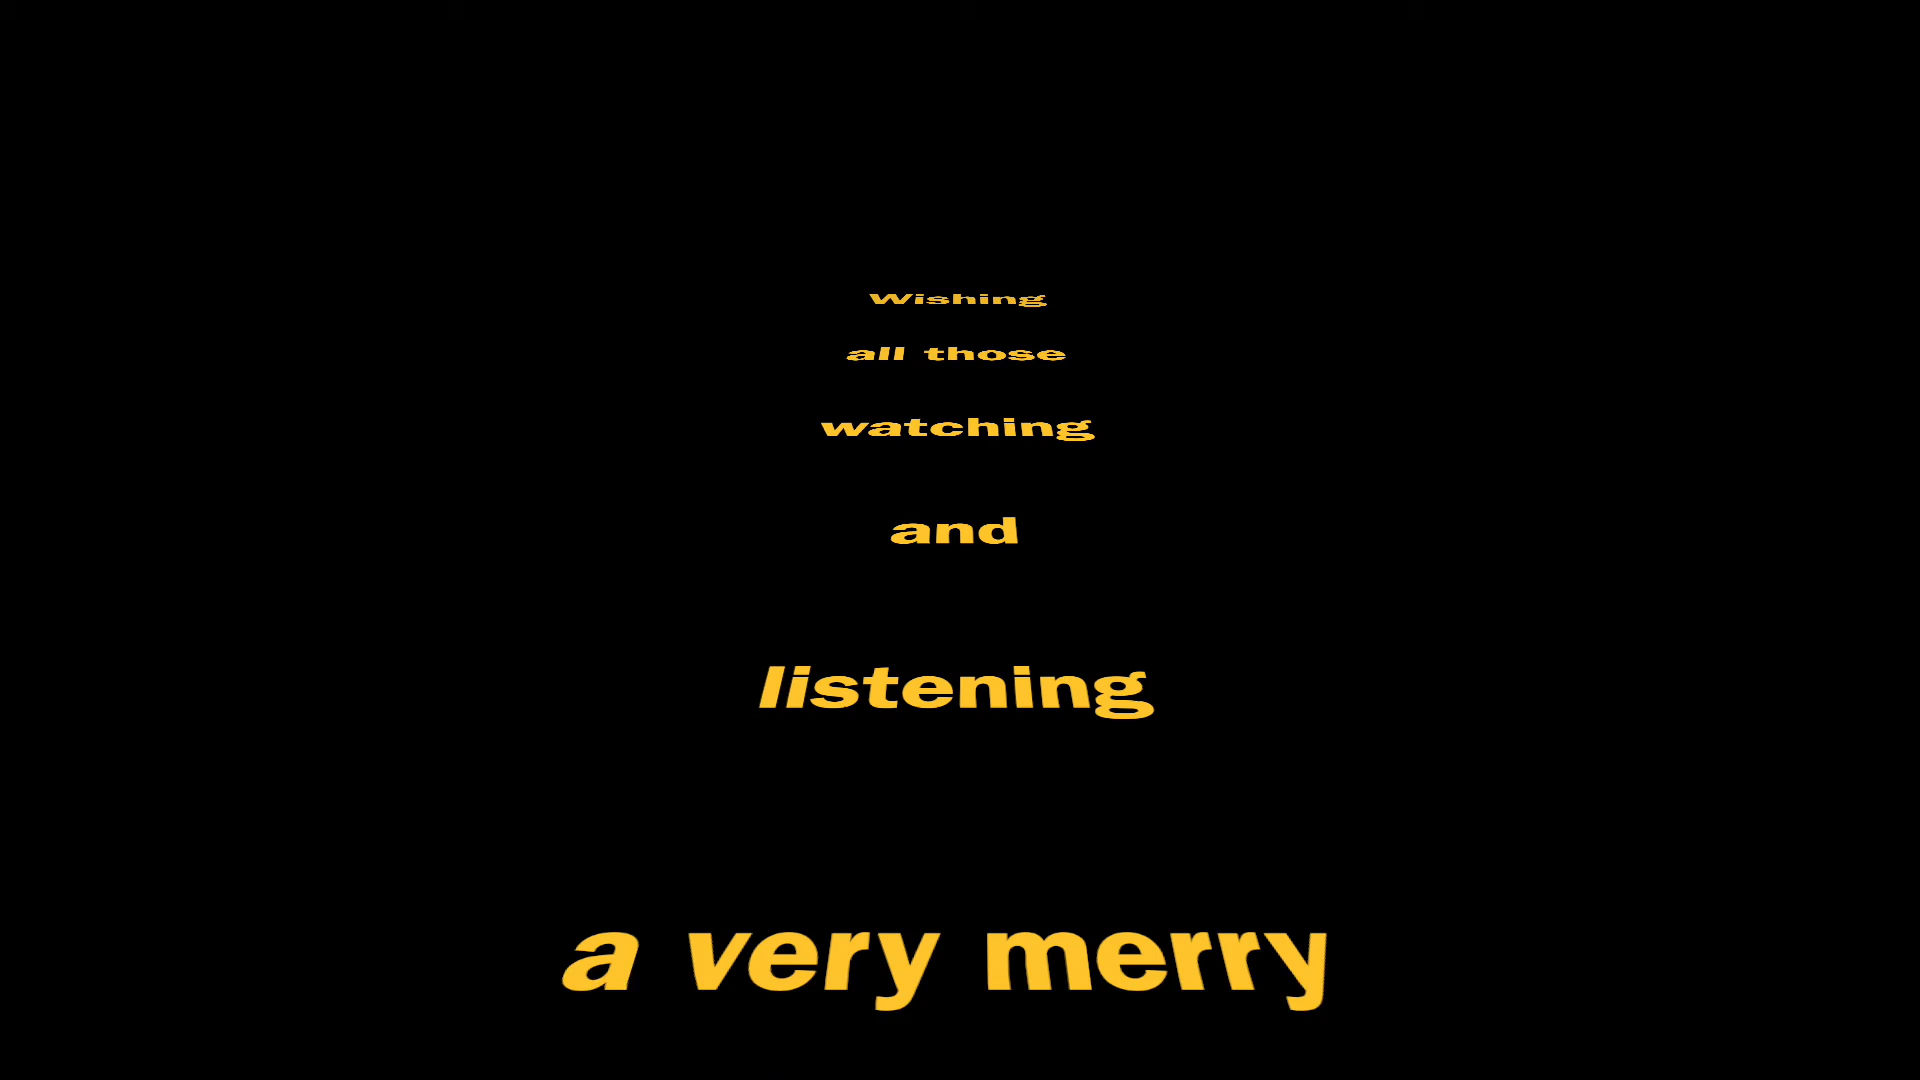 Wishing
all those
watching
and
listening
a very merry